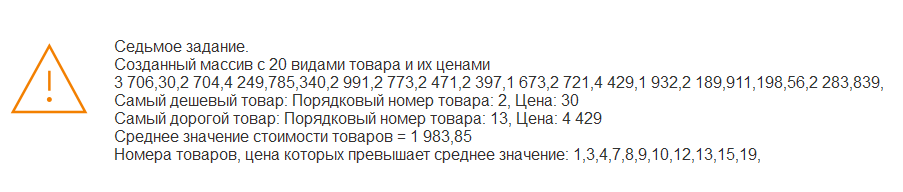 Седьмое задание.
Созданный массив с 20 видами товара и их ценами
3 706,30,2 704,4 249,785,340,2 991,2 773,2 471,2 397,1 673,2 721,4 429,1 932,2 189,911,198,56,2 283,839,
Самый дешевый товар: Порядковый номер товара: 2, Цена: 30
Самый дорогой товар: Порядковый номер товара: 13, Цена: 4 429
Среднее значение стоимости товаров = 1 983,85
Номера товаров, цена которых превышает среднее значение: 1,3,4,7,8,9,10,12,13,15,19,